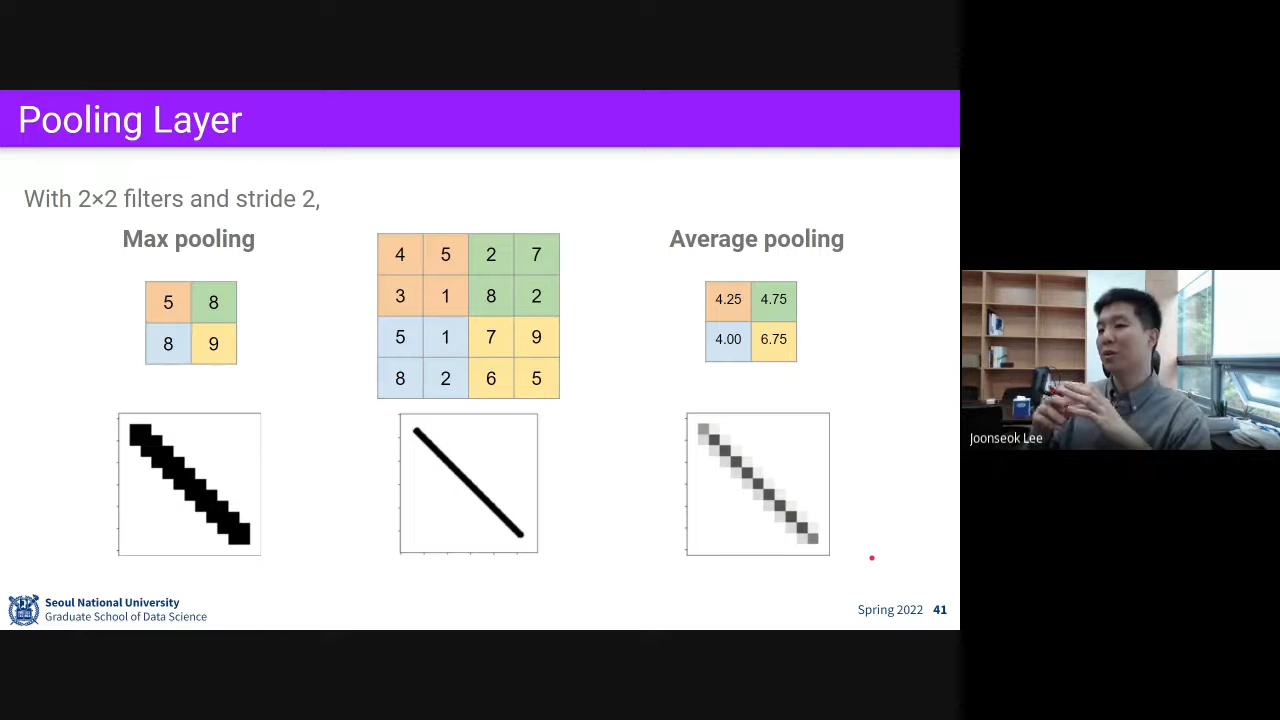 Pooling Layer
With 2×2 filters and stride 2,
Max pooling
Average pooling
5 8
8 9
4 5 2 7
3 1 8 2
5 1 7 9
8 2 6 5
4.25 4.75
4.00 6.75
Joonseok Lee
Seoul National University
Graduate School of Data Science
Spring 2022 41